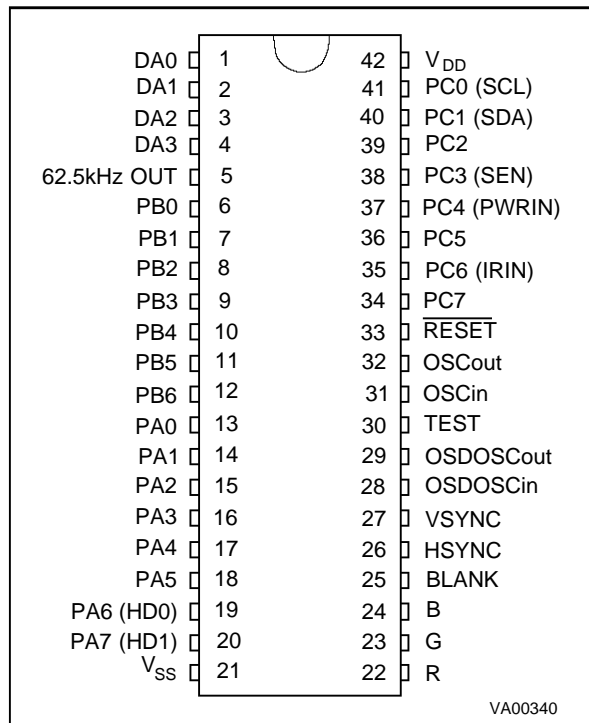 DA0 1 42 VDD
DA1 2 41 PC0 (SCL)
DA2 3 40 PC1 (SDA)
DA3 4 39 PC2
62.5kHz OUT 5 38 PC3 (SEN)
PB0 6 37 PC4 (PWRIN)
PB1 7 36 PC5
PB2 8 35 PC6 (IRIN)
PB3 9 34 PC7
PB4 10 33 RESET
PB5 11 32 OSCout
PB6 12 31 OSCin
PA0 13 30 TEST
PA1 14 29 OSDOSCout
PA2 15 28 OSDOSCin
PA3 16 27 VSYNC
PA4 17 26 HSYNC
PA5 18 25 BLANK
PA6 (HD0) 19 24 B
PA7 (HD1) 20 23 G
VSS 21 22 R
VA00340